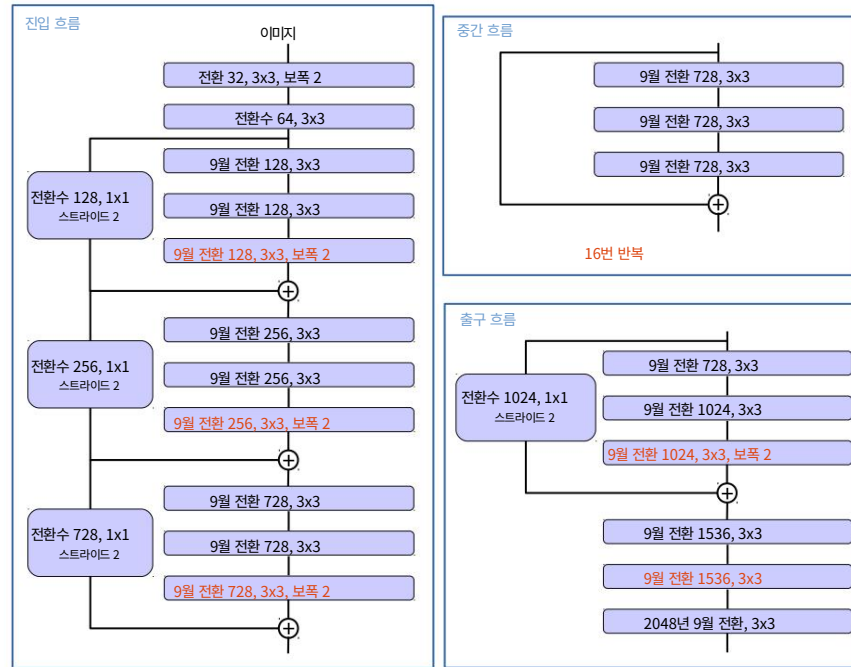 진입 흐름
이미지
전환 32, 3x3, 보폭 2
전환수 64, 3x3
9월 전환 128, 3x3
전환수 128, 1x1
스트라이드 2
9월 전환 128, 3x3
9월 전환 128, 3x3, 보폭 2
9월 전환 256, 3x3
전환수 256, 1x1
스트라이드 2
9월 전환 256, 3x3
9월 전환 256, 3x3, 보폭 2
9월 전환 728, 3x3
전환수 728, 1x1
스트라이드 2
9월 전환 728, 3x3
9월 전환 728, 3x3, 보폭 2
중간 흐름
9월 전환 728, 3x3
9월 전환 728, 3x3
9월 전환 728, 3x3
16번 반복
출구 흐름
9월 전환 728, 3x3
전환수 1024, 1x1
스트라이드 2
9월 전환 1024, 3x3
9월 전환 1024, 3x3, 보폭 2
9월 전환 1536, 3x3
9월 전환 1536, 3x3
2048년 9월 전환, 3x3